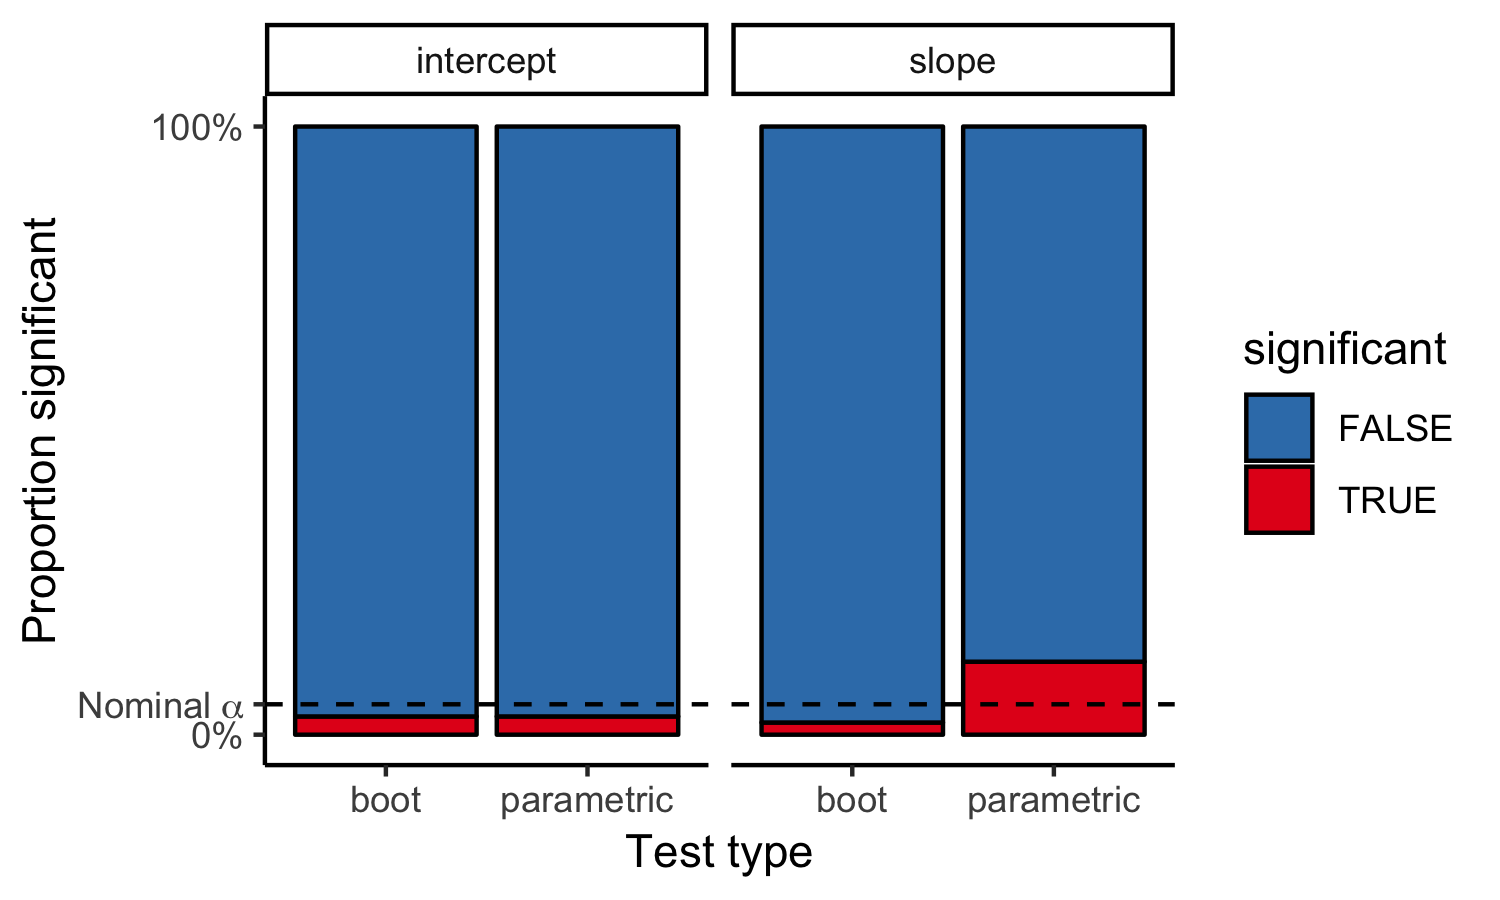 intercept
slope
Proportion significant
100%
Nominal α
0%
boot
parametric
boot
parametric
Test type
significant
FALSE
TRUE